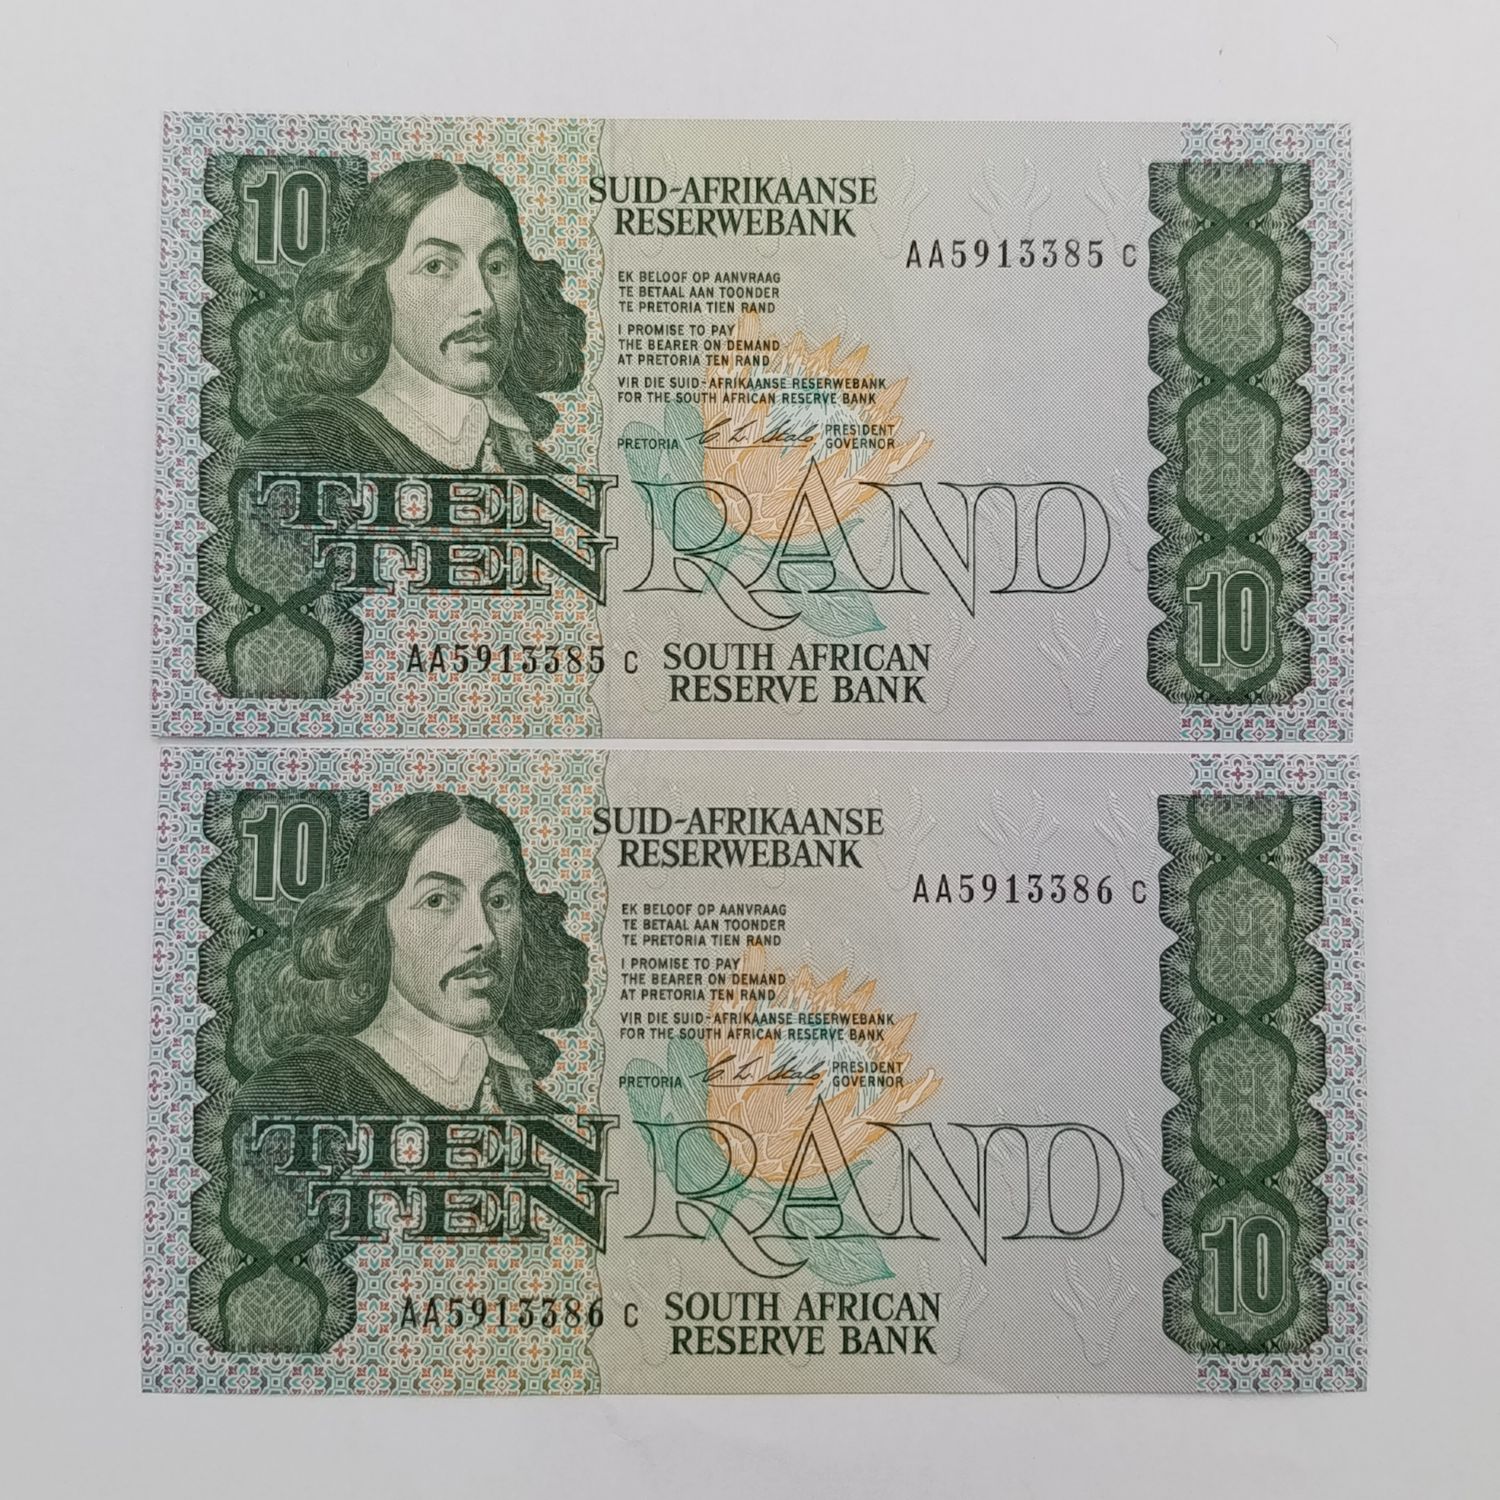 10
SUID-AFRIKAANSE
RESERWEBANK
AA5913385 C
EK BELOOF OP AANVRAAG
TE BETAAL AAN TOONDER
TE PRETORIA TIEN RAND
I PROMISE TO PAY
THE BEARER ON DEMAND
AT PRETORIA TEN RAND
VIR DIE SUID-AFRIKAANSE RESERWEBANK
FOR THE SOUTH AFRICAN RESERVE BANK
PRETORIA
PRESIDENT
GOVERNOR
TIEN
TEN
RAND
10
AA5913385 C
SOUTH AFRICAN
RESERVE BANK
10
SUID-AFRIKAANSE
RESERWEBANK
AA5913386 C
EK BELOOF OP AANVRAAG
TE BETAAL AAN TOONDER
TE PRETORIA TIEN RAND
I PROMISE TO PAY
THE BEARER ON DEMAND
AT PRETORIA TEN RAND
VIR DIE SUID-AFRIKAANSE RESERWEBANK
FOR THE SOUTH AFRICAN RESERVE BANK
PRETORIA
PRESIDENT
GOVERNOR
TIEN
TEN
RAND
10
AA5913386 C
SOUTH AFRICAN
RESERVE BANK